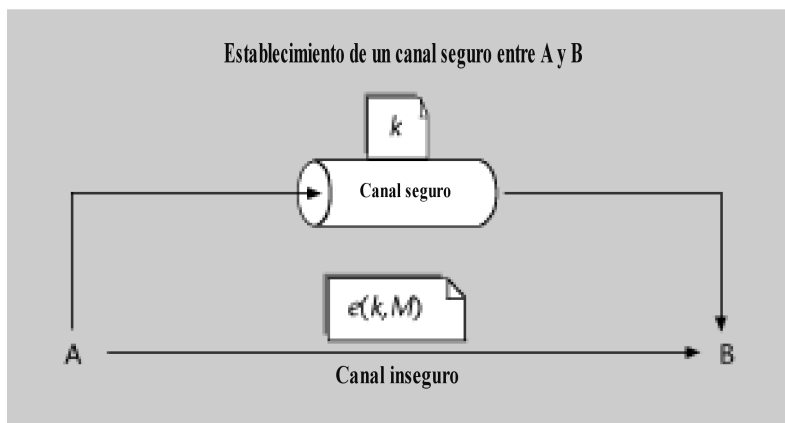 Establecimiento de un canal seguro entre A y B
k
Canal seguro
e(k,M)
A
B
Canal inseguro